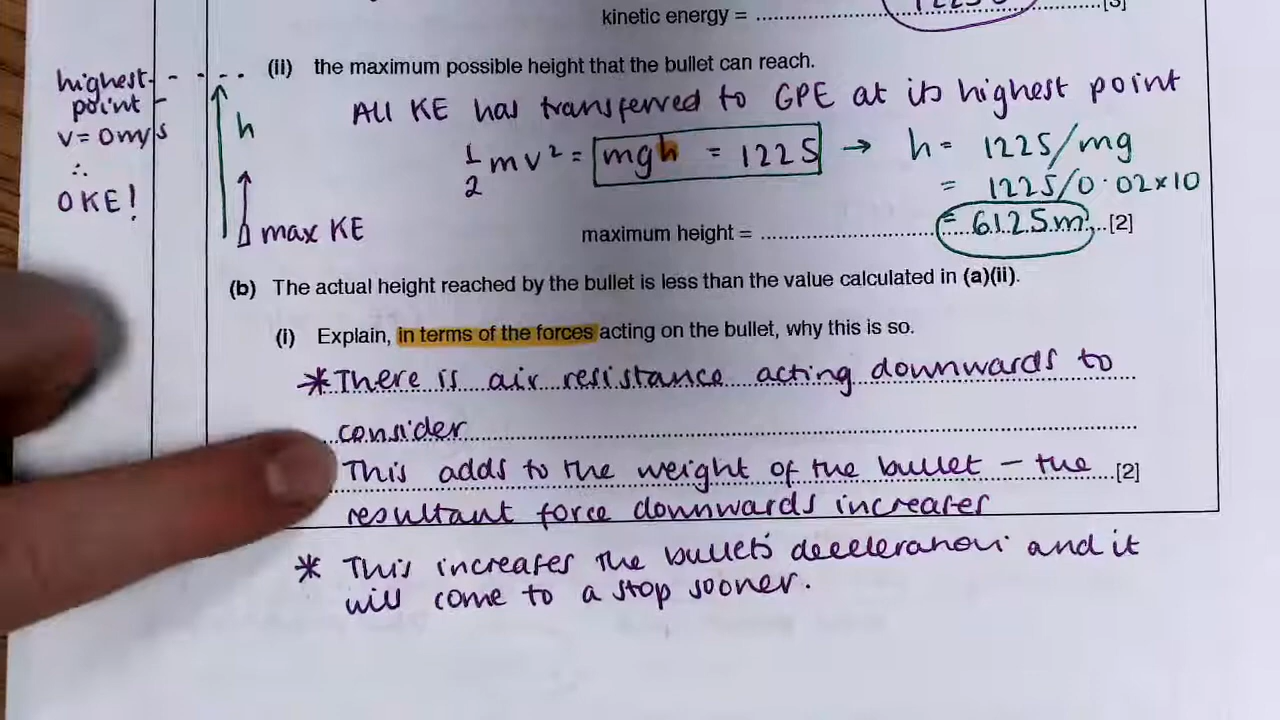 kinetic energy = ........ 1225 ........ [3]
highest
point
v = 0 m/s
∴
0 KE!
h
max KE
(ii) the maximum possible height that the bullet can reach.
All KE has transferred to GPE at its highest point
1/2 mv² = mgh = 1225 → h = 1225/mg
= 1225/0.02×10
maximum height = ........ = 6125m ........ [2]
(b) The actual height reached by the bullet is less than the value calculated in (a)(ii).
(i) Explain, in terms of the forces acting on the bullet, why this is so.
* There is air resistance acting downwards to
consider
This adds to the weight of the bullet – the [2]
resultant force downwards increases
* This increases the bullet's deceleration and it
will come to a stop sooner.